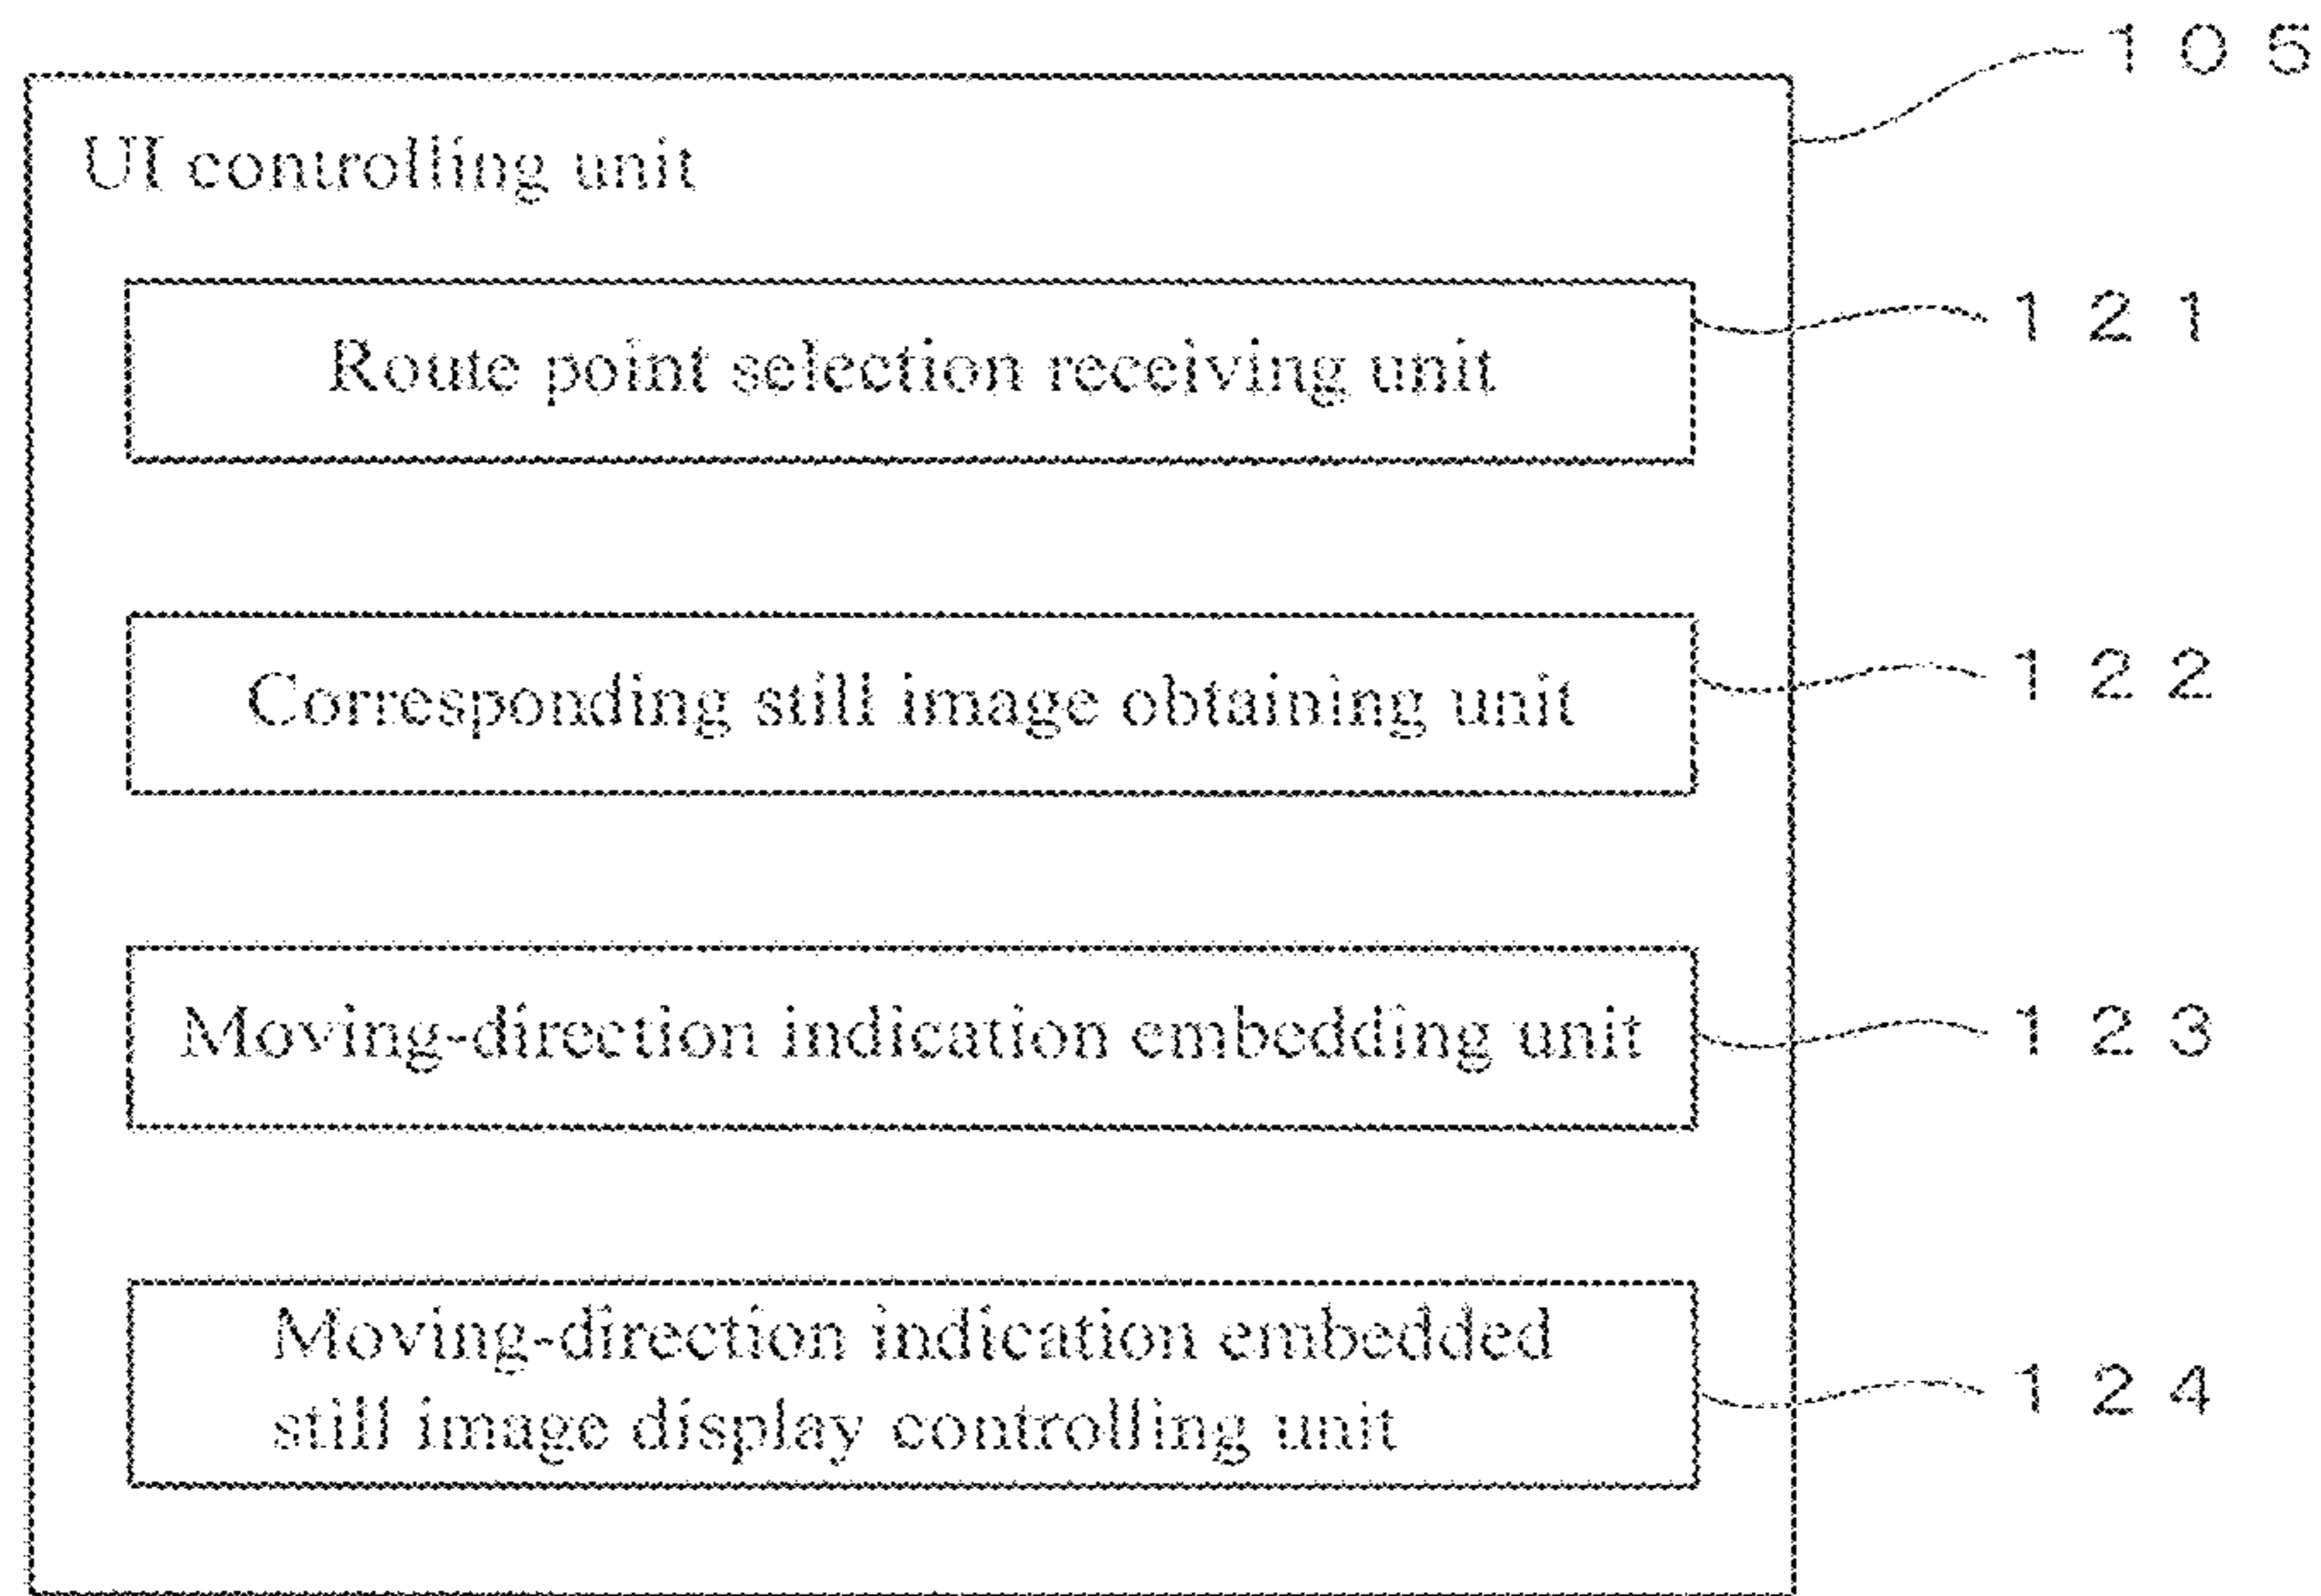 105
UI controlling unit
Route point selection receiving unit
121
Corresponding still image obtaining unit
122
Moving-direction indication embedding unit
123
Moving-direction indication embedded
still image display controlling unit
124